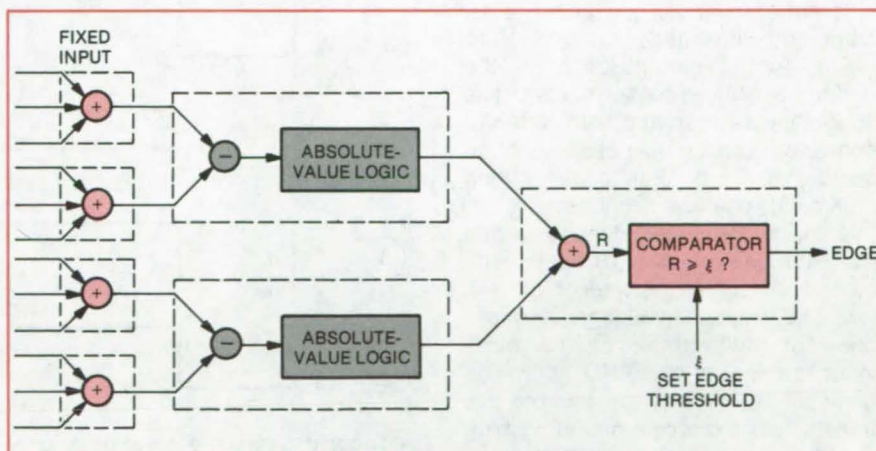 FIXED
INPUT
+
+
+
+
−
ABSOLUTE-
VALUE LOGIC
−
ABSOLUTE-
VALUE LOGIC
+
R
COMPARATOR
R ⩾ ξ ?
EDGE
ξ
SET EDGE
THRESHOLD